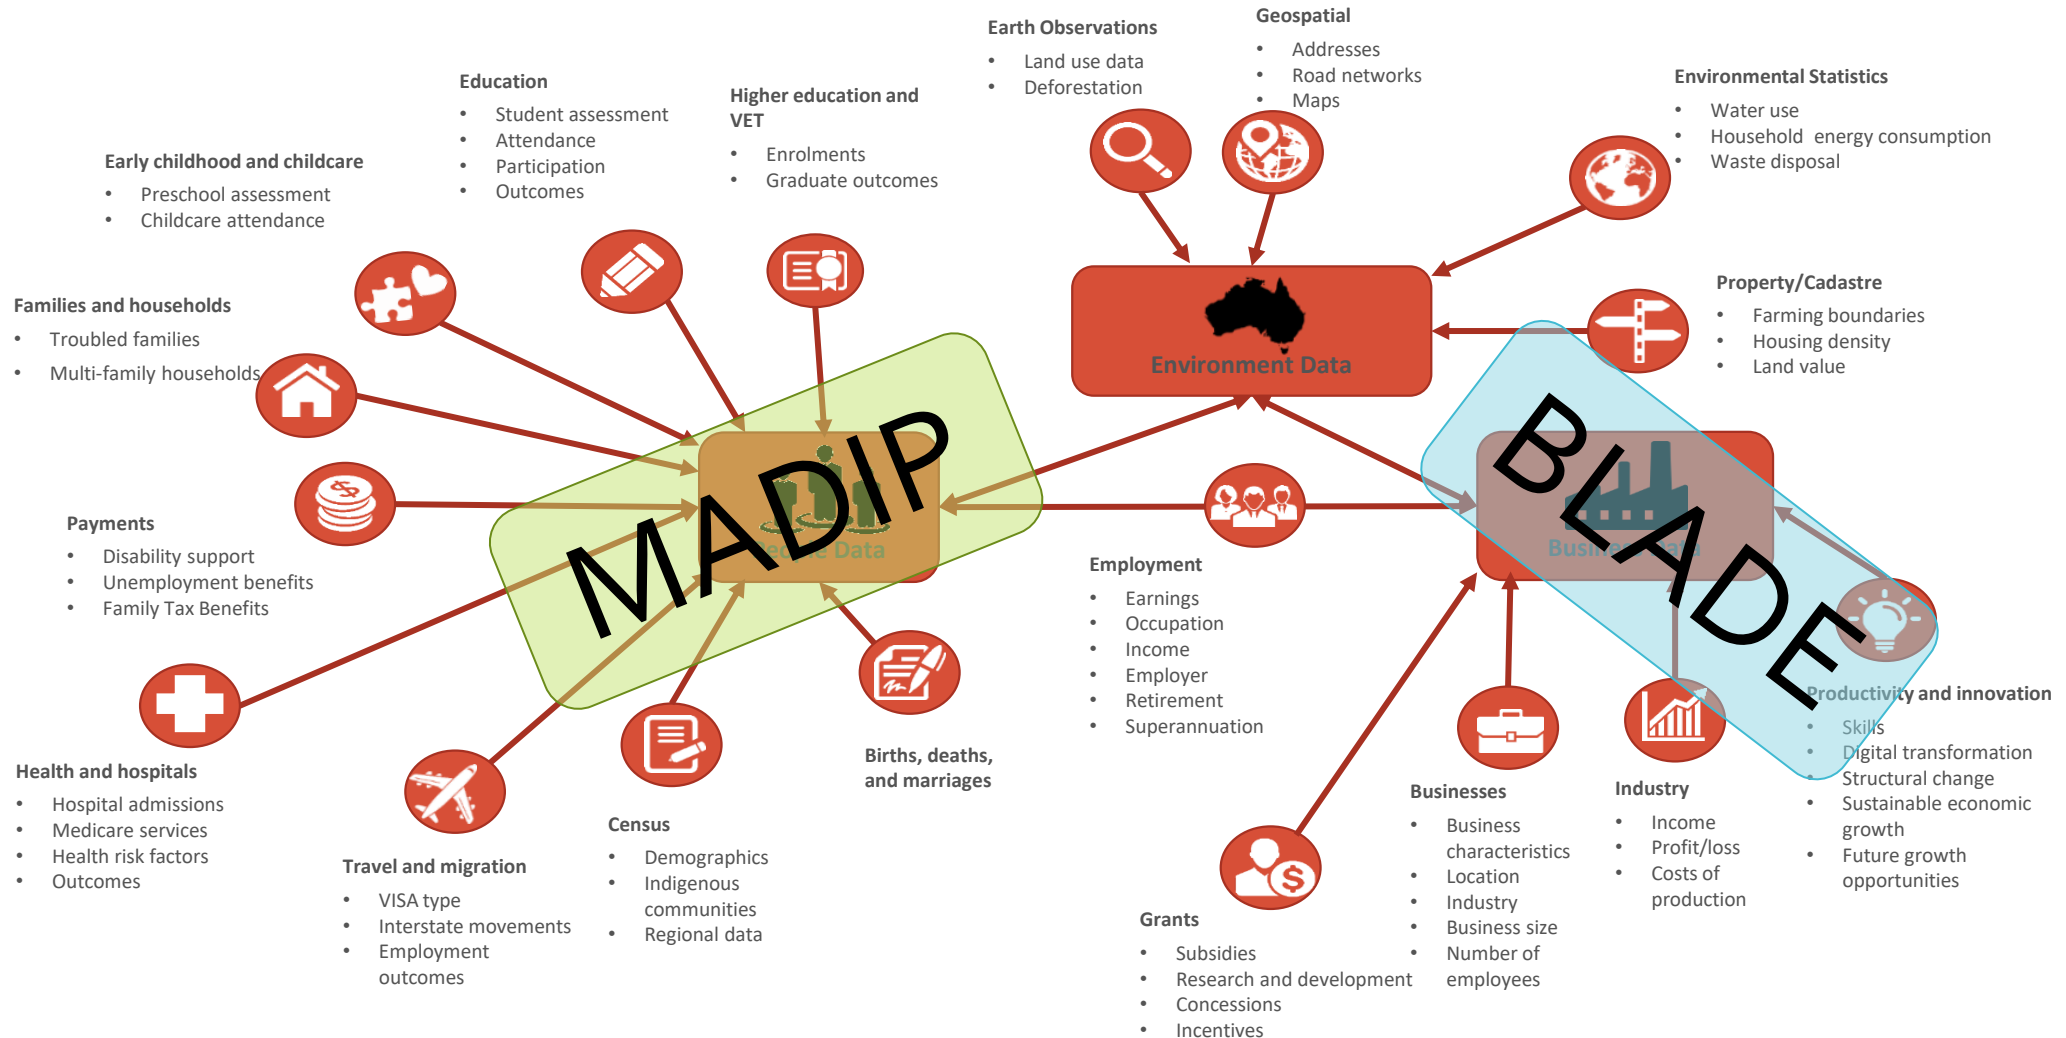 Earth Observations
• Land use data
• Deforestation
Geospatial
• Addresses
• Road networks
• Maps
Environmental Statistics
• Water use
• Household energy consumption
• Waste disposal
Education
• Student assessment
• Attendance
• Participation
• Outcomes
Higher education and
VET
• Enrolments
• Graduate outcomes
Early childhood and childcare
• Preschool assessment
• Childcare attendance
Families and households
• Troubled families
• Multi-family households
Property/Cadastre
• Farming boundaries
• Housing density
• Land value
Environment Data
MADIP
People Data
BLADE
Business Data
Payments
• Disability support
• Unemployment benefits
• Family Tax Benefits
Employment
• Earnings
• Occupation
• Income
• Employer
• Retirement
• Superannuation
Productivity and innovation
• Skills
• Digital transformation
• Structural change
• Sustainable economic
growth
• Future growth
opportunities
Births, deaths,
and marriages
Health and hospitals
• Hospital admissions
• Medicare services
• Health risk factors
• Outcomes
Travel and migration
• VISA type
• Interstate movements
• Employment
outcomes
Census
• Demographics
• Indigenous
communities
• Regional data
Businesses
• Business
characteristics
• Location
• Industry
• Business size
• Number of
employees
Industry
• Income
• Profit/loss
• Costs of
production
Grants
• Subsidies
• Research and development
• Concessions
• Incentives